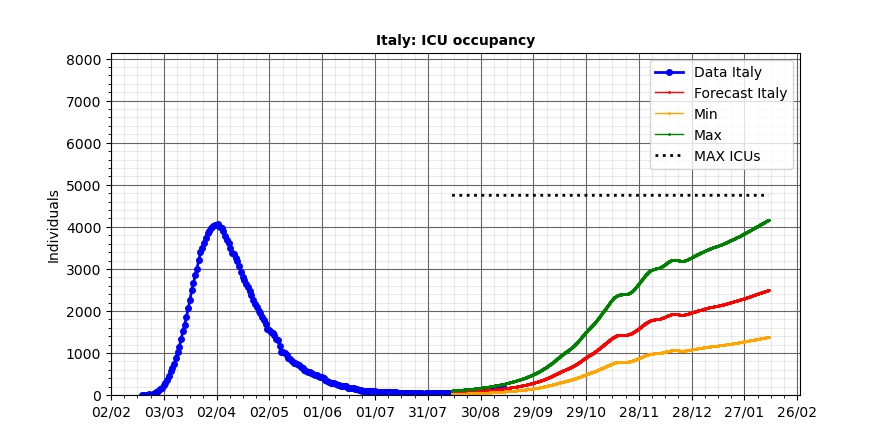 Italy: ICU occupancy
Individuals
8000
7000
6000
5000
4000
3000
2000
1000
0
Data Italy
Forecast Italy
Min
Max
MAX ICUs
02/02 03/03 02/04 02/05 01/06 01/07 31/07 30/08 29/09 29/10 28/11 28/12 27/01 26/02